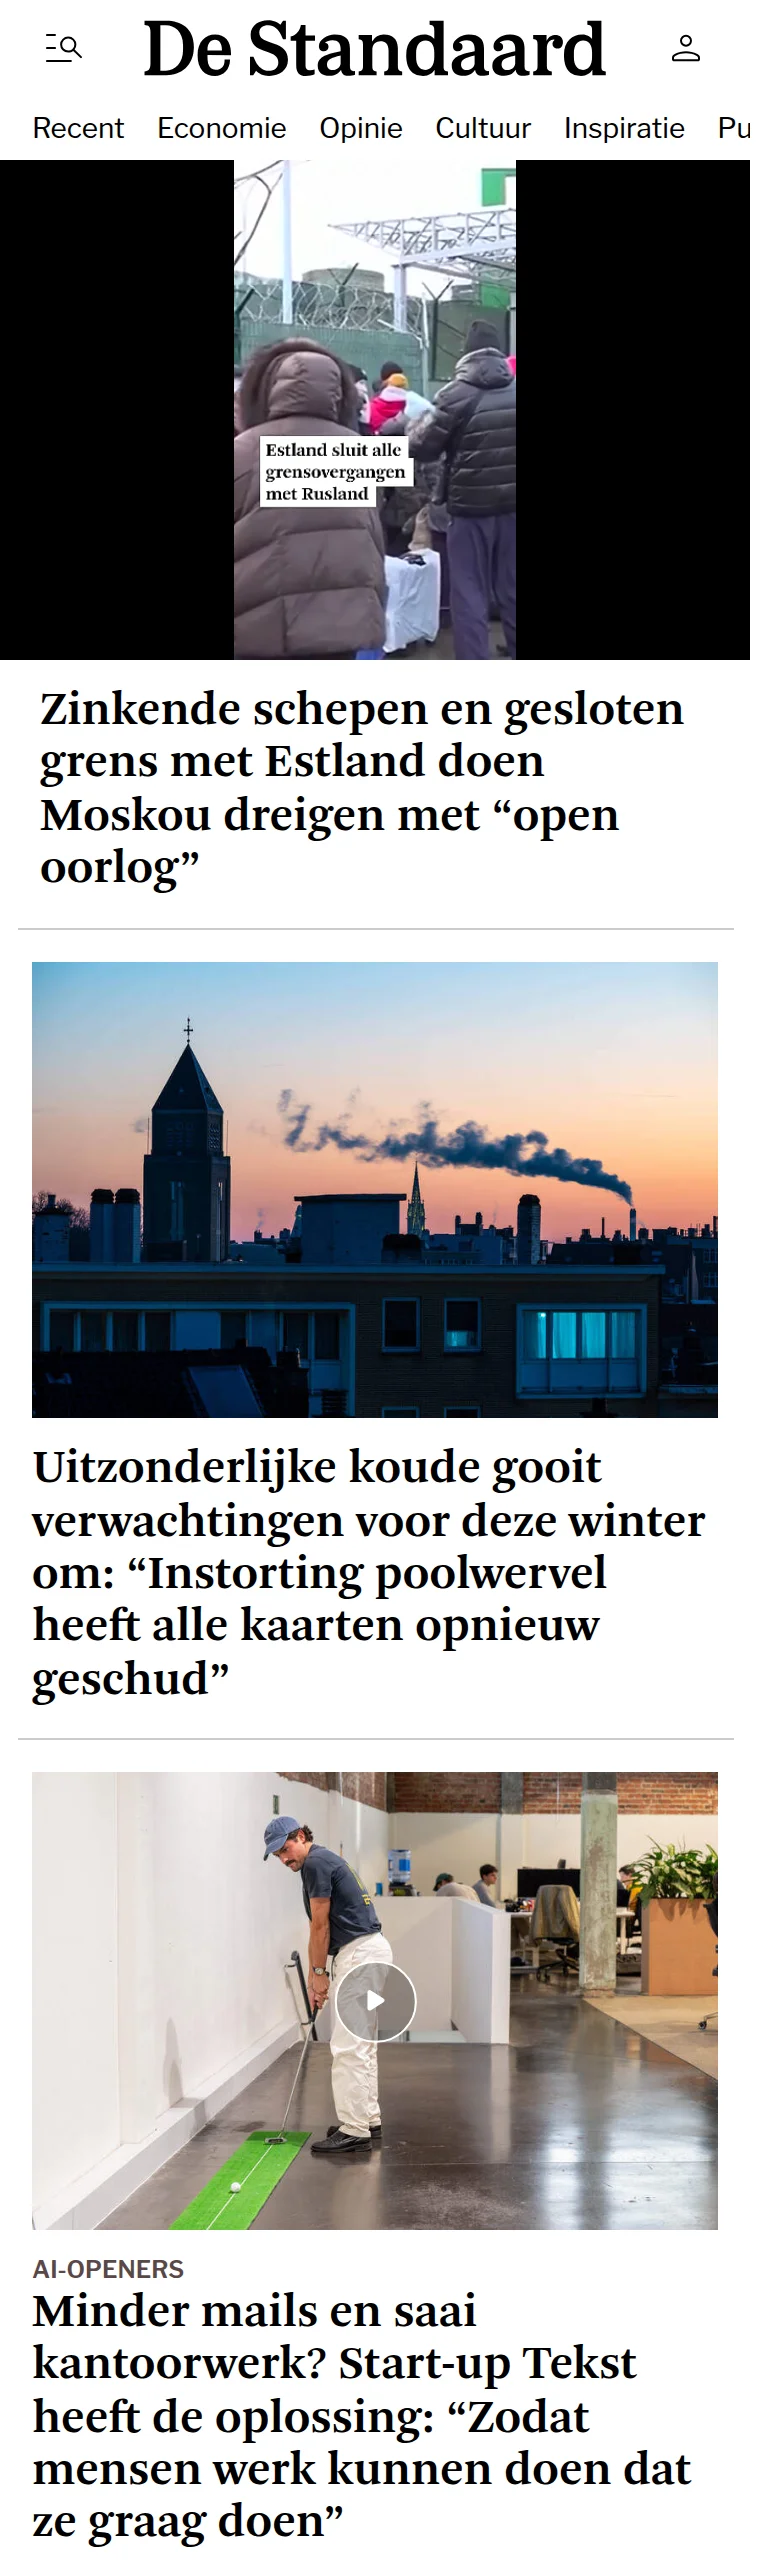 De Standaard
Recent Economie Opinie Cultuur Inspiratie Pu
Estland sluit alle
grensovergangen
met Rusland
Zinkende schepen en gesloten
grens met Estland doen
Moskou dreigen met “open
oorlog”
Uitzonderlijke koude gooit
verwachtingen voor deze winter
om: “Instorting poolwervel
heeft alle kaarten opnieuw
geschud”
AI-OPENERS
Minder mails en saai
kantoorwerk? Start-up Tekst
heeft de oplossing: “Zodat
mensen werk kunnen doen dat
ze graag doen”